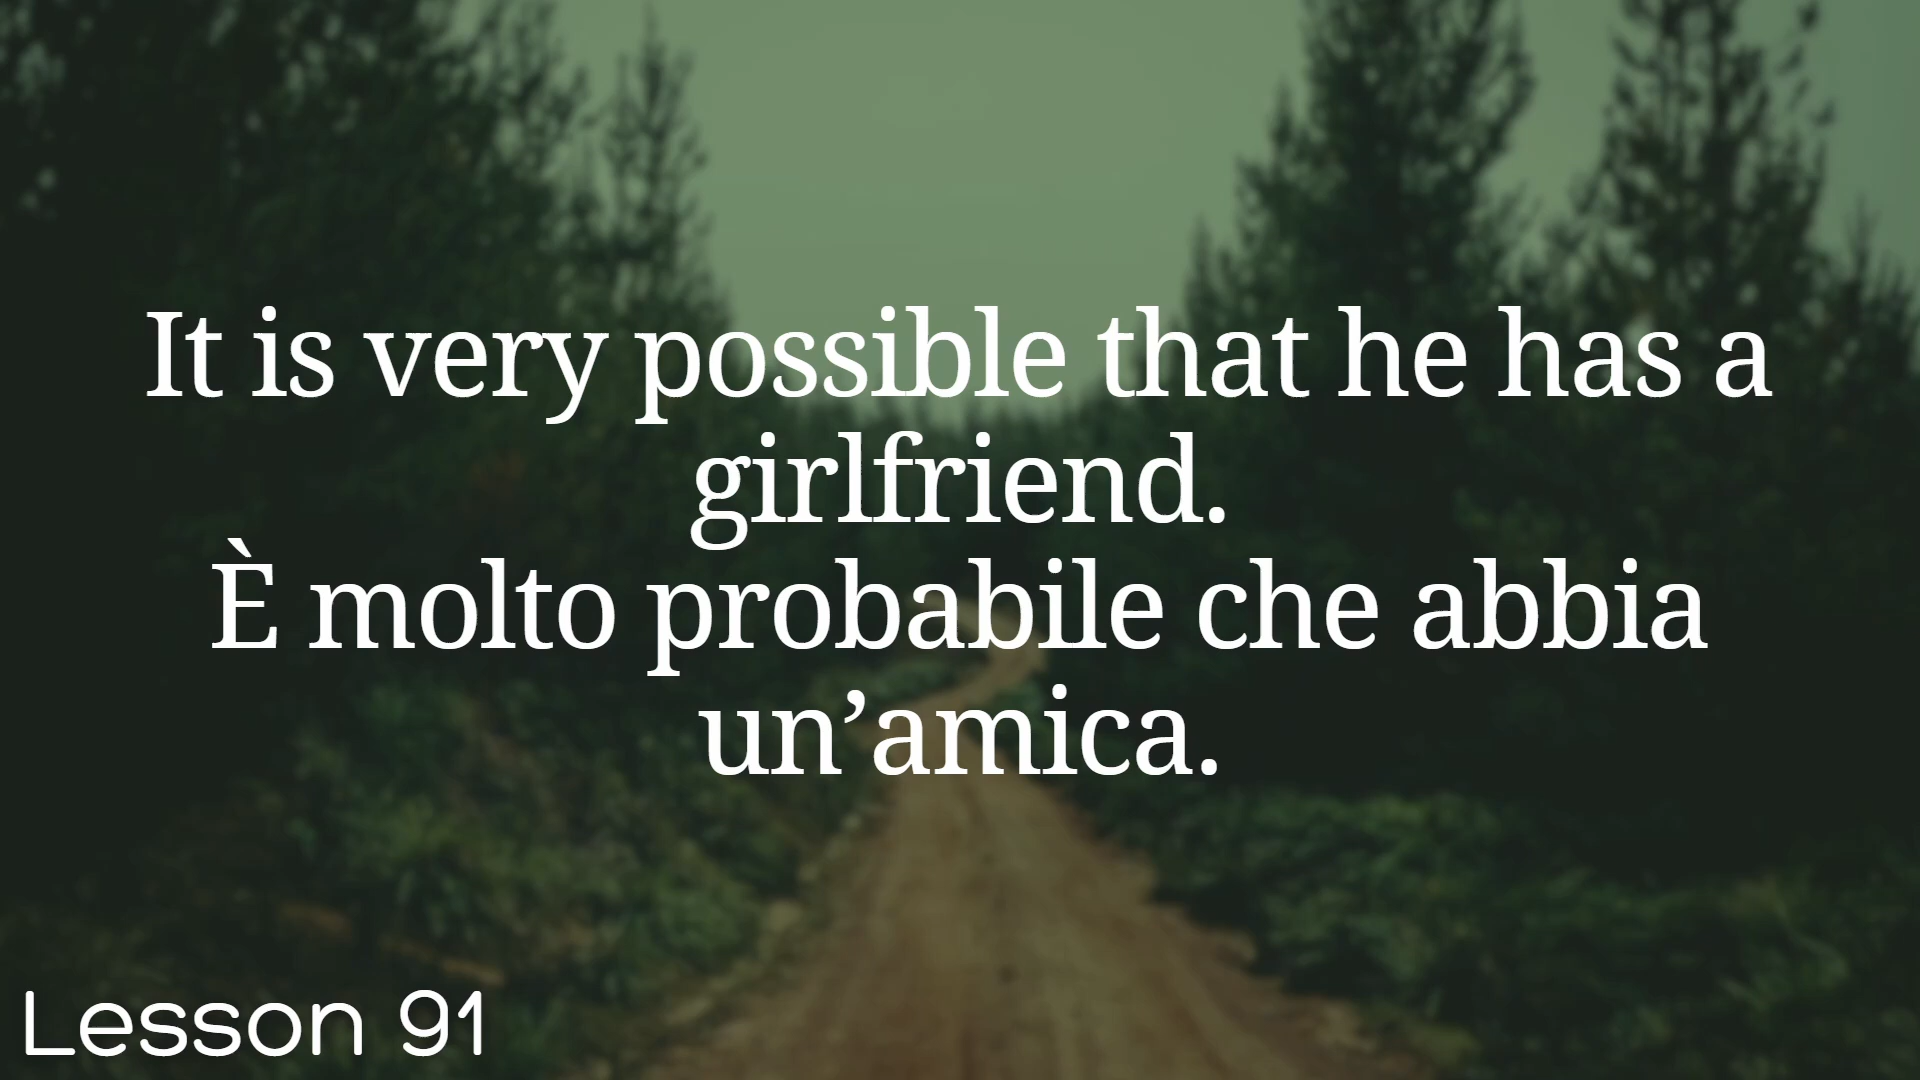 It is very possible that he has a
girlfriend.
È molto probabile che abbia
un’amica.
Lesson 91